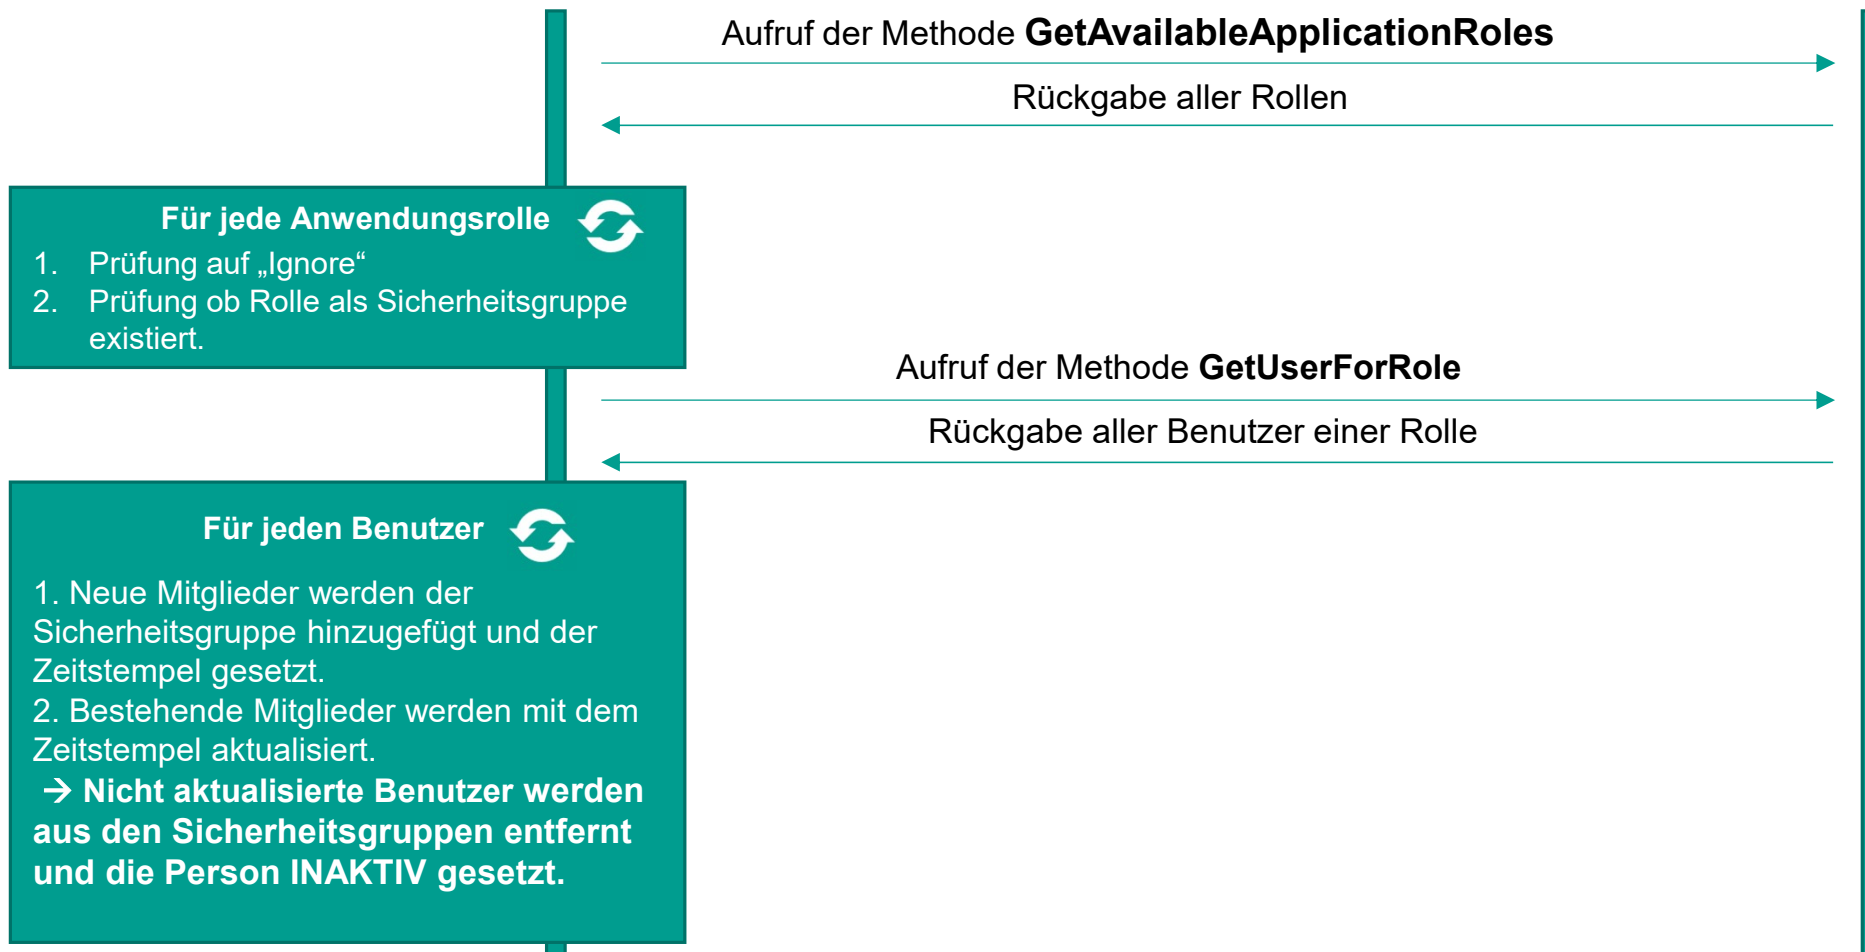 Aufruf der Methode GetAvailableApplicationRoles
Rückgabe aller Rollen
Für jede Anwendungsrolle
1. Prüfung auf „Ignore“
2. Prüfung ob Rolle als Sicherheitsgruppe
existiert.
Aufruf der Methode GetUserForRole
Rückgabe aller Benutzer einer Rolle
Für jeden Benutzer
1. Neue Mitglieder werden der
Sicherheitsgruppe hinzugefügt und der
Zeitstempel gesetzt.
2. Bestehende Mitglieder werden mit dem
Zeitstempel aktualisiert.
→ Nicht aktualisierte Benutzer werden
aus den Sicherheitsgruppen entfernt
und die Person INAKTIV gesetzt.